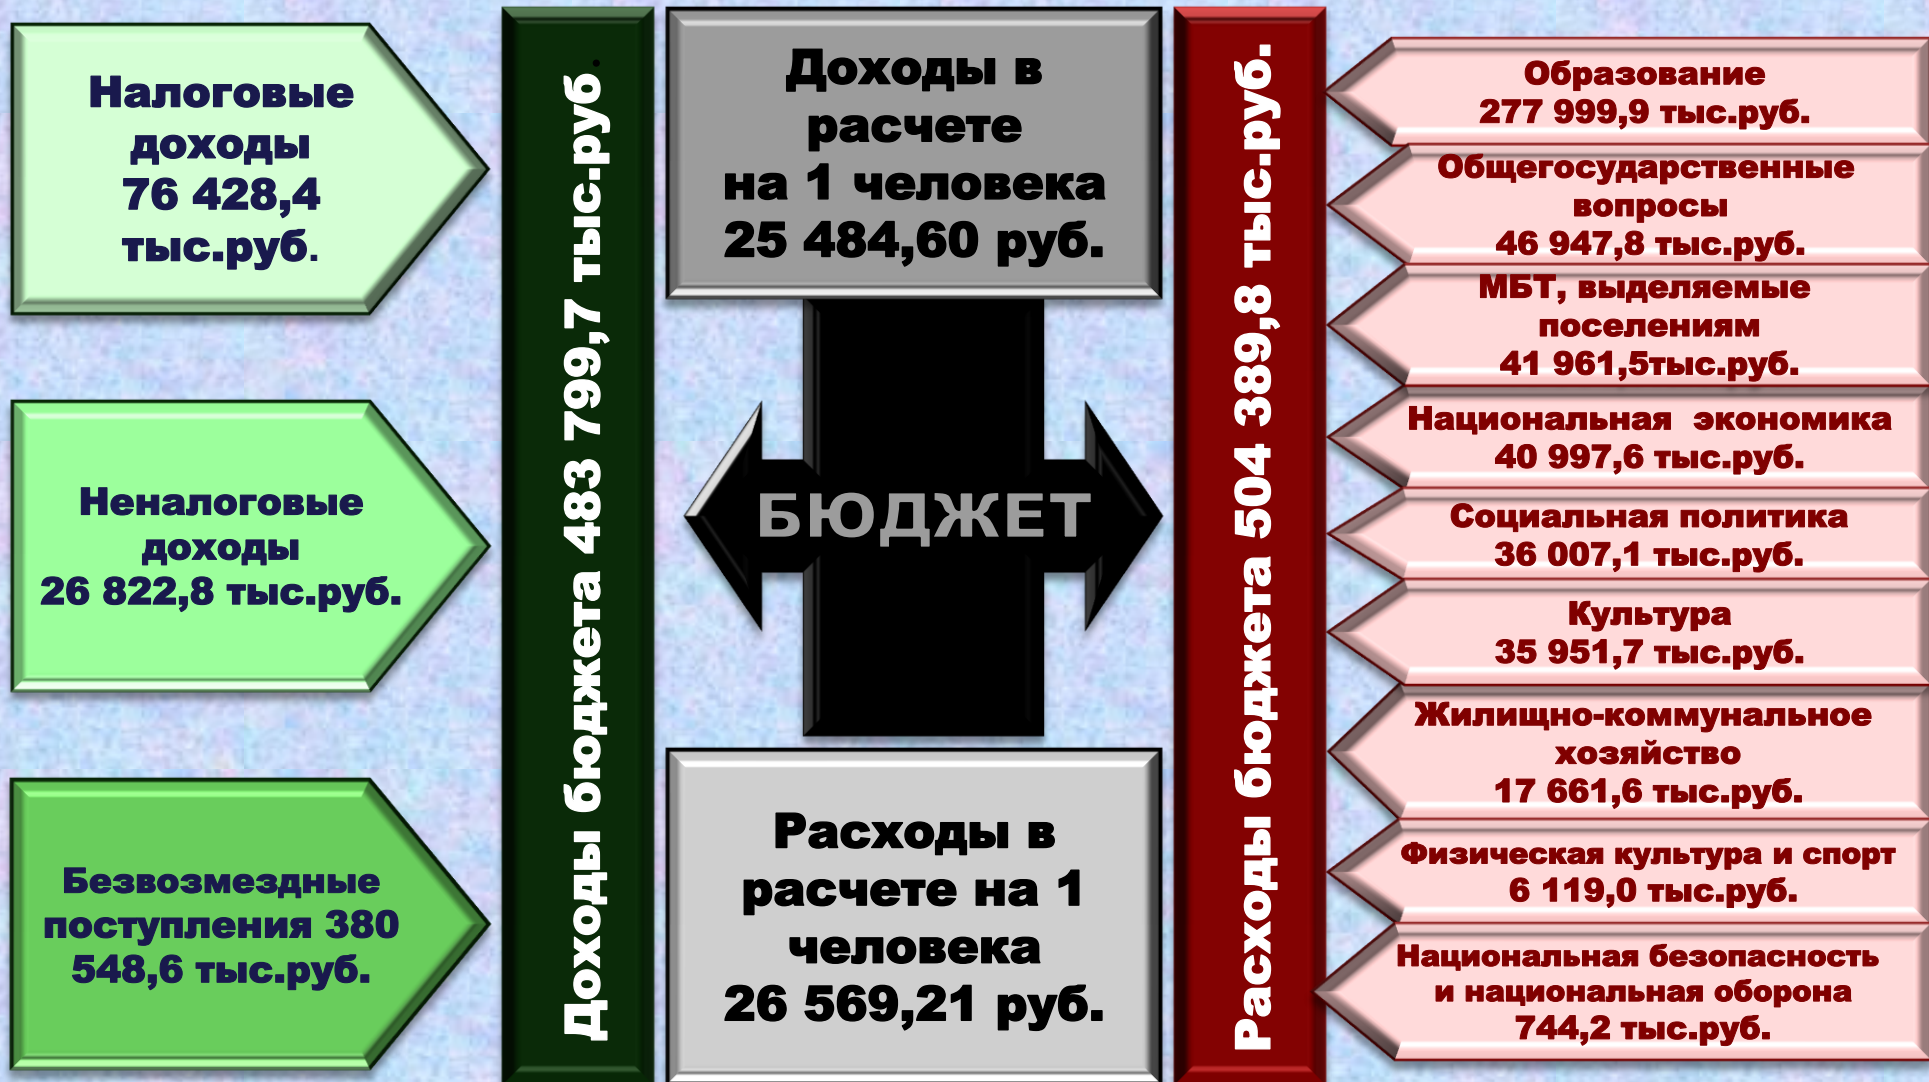 Налоговые
доходы
76 428,4
тыс.руб.
Неналоговые
доходы
26 822,8 тыс.руб.
Безвозмездные
поступления 380
548,6 тыс.руб.
Доходы бюджета 483 799,7 тыс.руб.
Доходы в
расчете
на 1 человека
25 484,60 руб.
БЮДЖЕТ
Расходы в
расчете на 1
человека
26 569,21 руб.
Расходы бюджета 504 389,8 тыс.руб.
Образование
277 999,9 тыс.руб.
Общегосударственные
вопросы
46 947,8 тыс.руб.
МБТ, выделяемые
поселениям
41 961,5тыс.руб.
Национальная экономика
40 997,6 тыс.руб.
Социальная политика
36 007,1 тыс.руб.
Культура
35 951,7 тыс.руб.
Жилищно-коммунальное
хозяйство
17 661,6 тыс.руб.
Физическая культура и спорт
6 119,0 тыс.руб.
Национальная безопасность
и национальная оборона
744,2 тыс.руб.